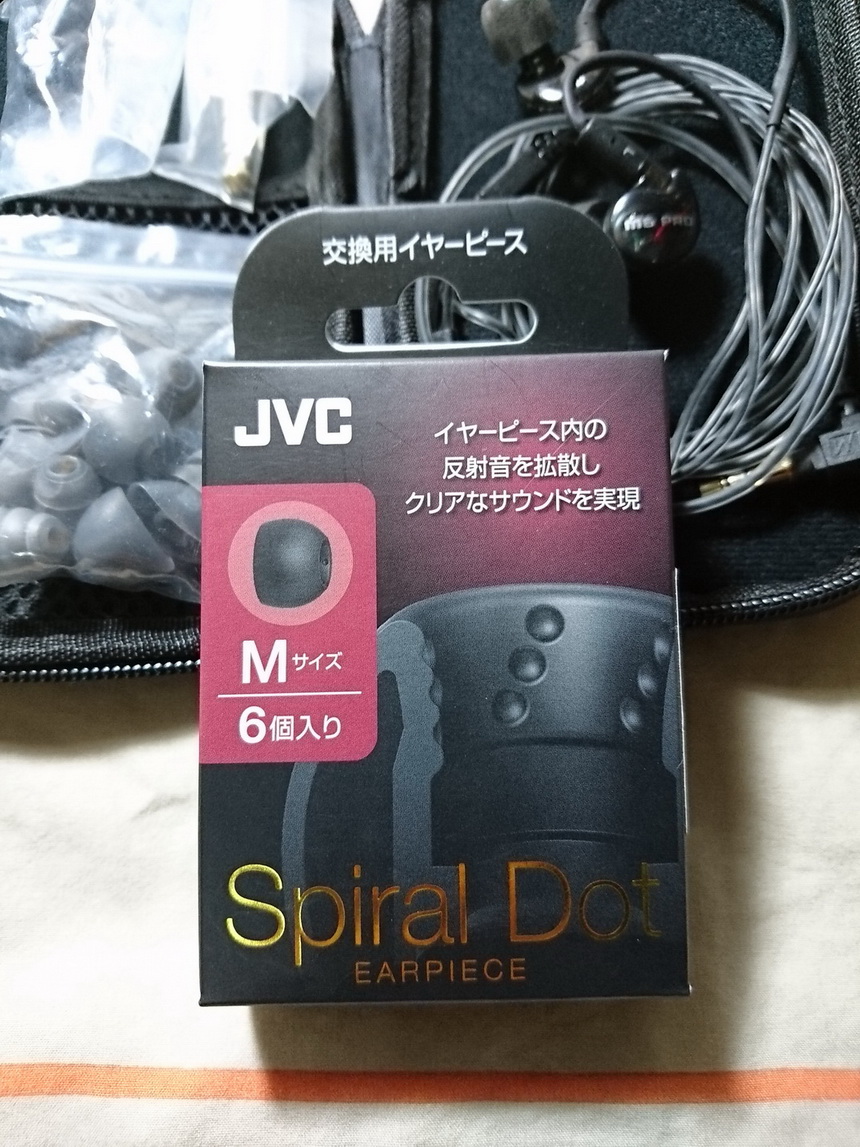 交換用イヤーピース
M6 PRO
JVC
イヤーピース内の
反射音を拡散し
クリアなサウンドを実現
Mサイズ
6個入り
Spiral Dot
EARPIECE